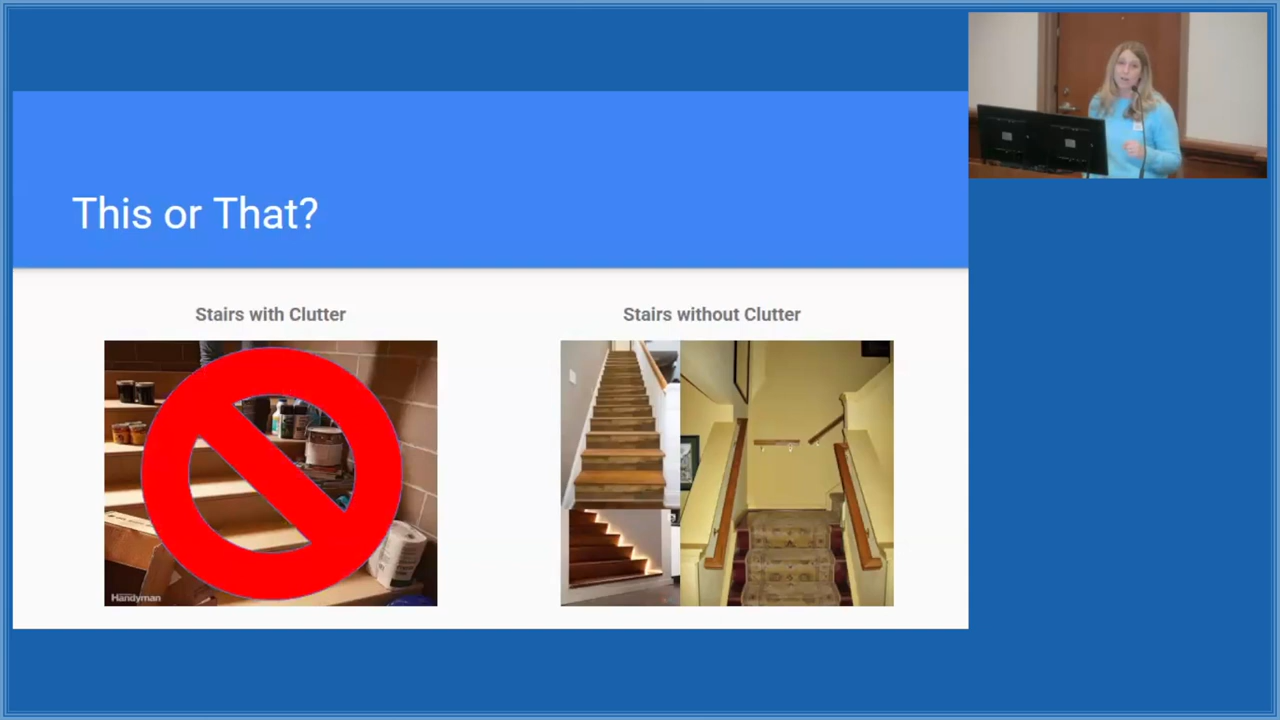 This or That?
Stairs with Clutter
Stairs without Clutter
Handyman